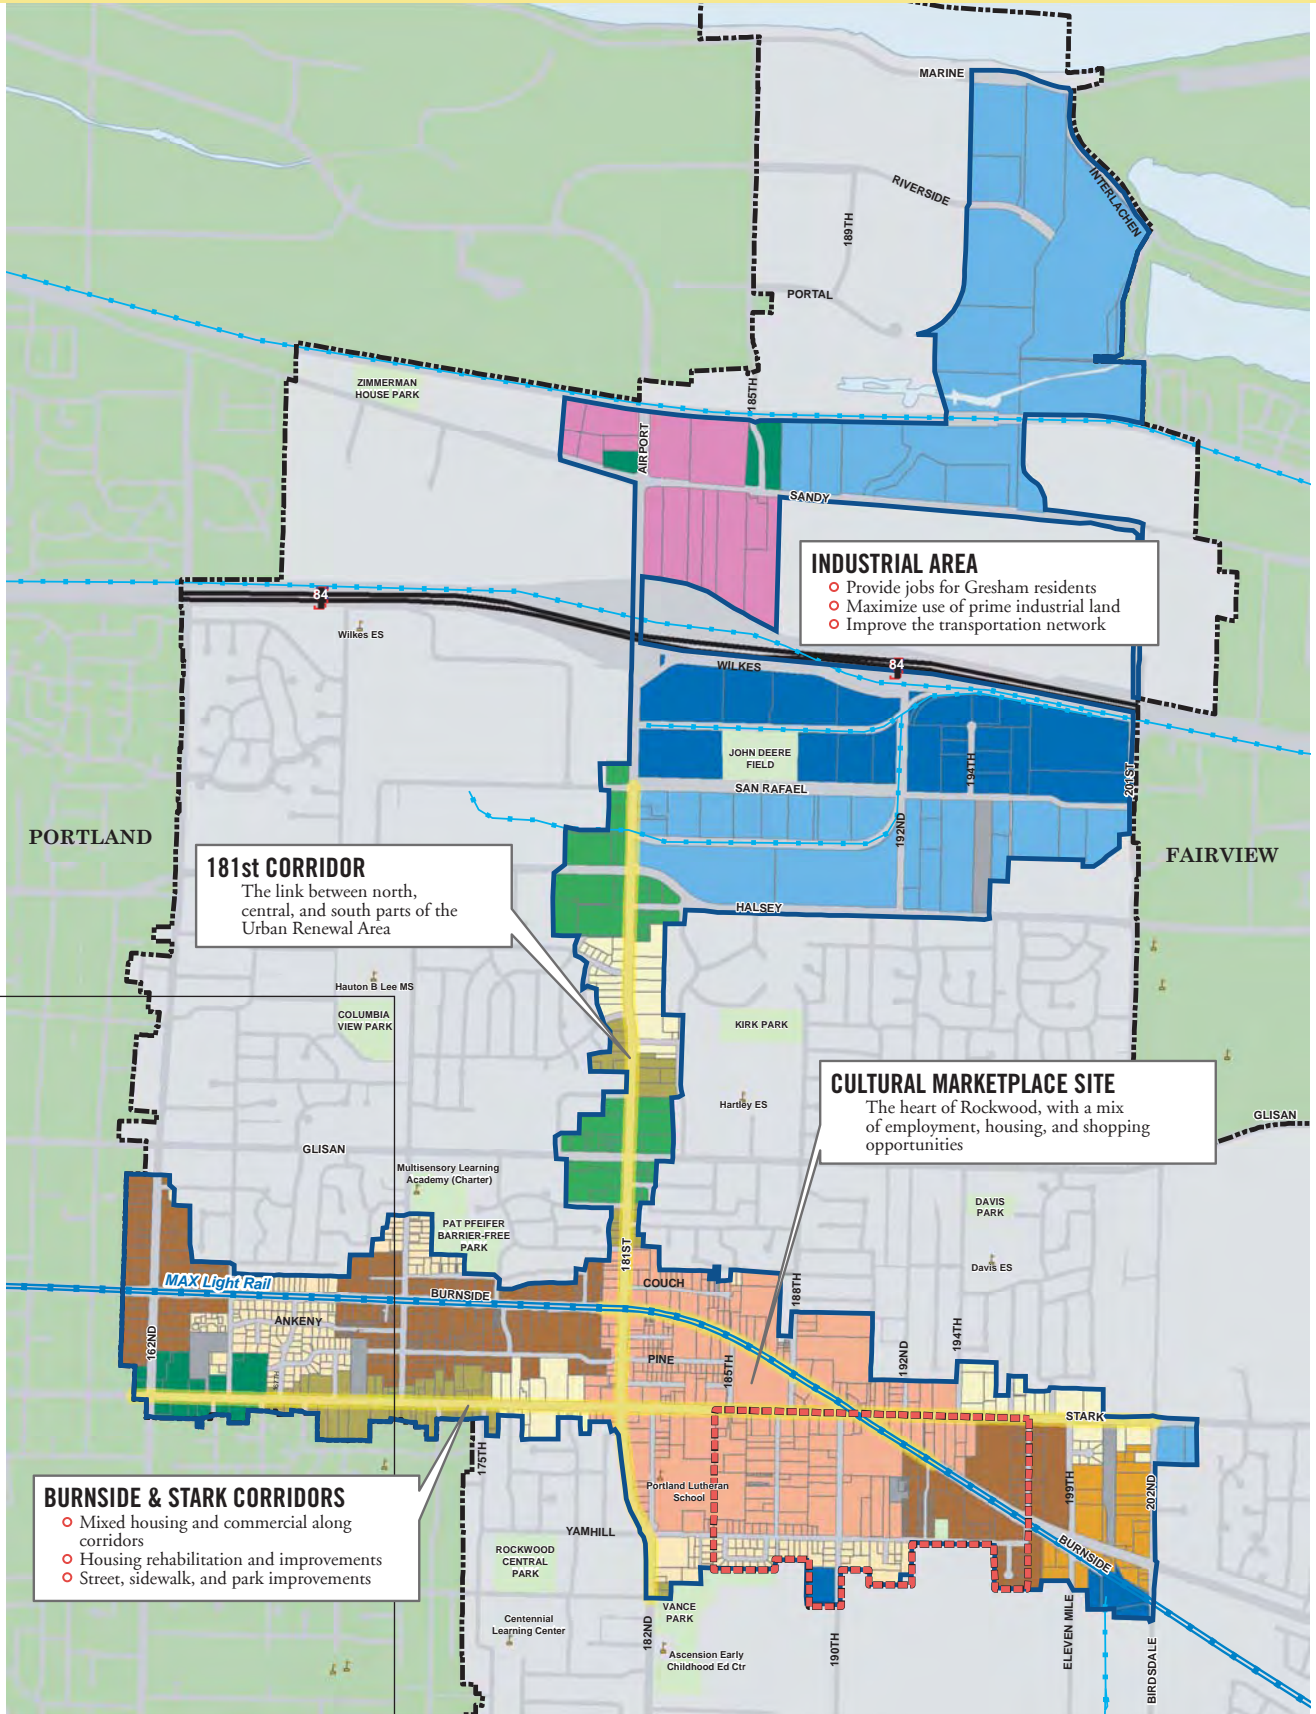 MARINE
RIVERSIDE
INTERLACHEN
189TH
PORTAL
ZIMMERMAN
HOUSE PARK
185TH
AIRPORT
SANDY
INDUSTRIAL AREA
Provide jobs for Gresham residents
Maximize use of prime industrial land
Improve the transportation network
84
Wilkes ES
WILKES
84
JOHN DEERE
FIELD
194TH
201ST
SAN RAFAEL
192ND
PORTLAND
FAIRVIEW
181st CORRIDOR
The link between north,
central, and south parts of the
Urban Renewal Area
HALSEY
Hauton B Lee MS
COLUMBIA
VIEW PARK
KIRK PARK
CULTURAL MARKETPLACE SITE
The heart of Rockwood, with a mix
of employment, housing, and shopping
opportunities
Hartley ES
GLISAN
GLISAN
Multisensory Learning
Academy (Charter)
DAVIS
PARK
PAT PFEIFER
BARRIER-FREE
PARK
181ST
Davis ES
MAX Light Rail
BURNSIDE
COUCH
188TH
ANKENY
162ND
PINE
185TH
192ND
194TH
167TH
STARK
175TH
BURNSIDE & STARK CORRIDORS
Mixed housing and commercial along
corridors
Housing rehabilitation and improvements
Street, sidewalk, and park improvements
Portland Lutheran
School
199TH
202ND
YAMHILL
BURNSIDE
ROCKWOOD
CENTRAL
PARK
VANCE
PARK
Centennial
Learning Center
182ND
190TH
ELEVEN MILE
BIRDSDALE
Ascension Early
Childhood Ed Ctr